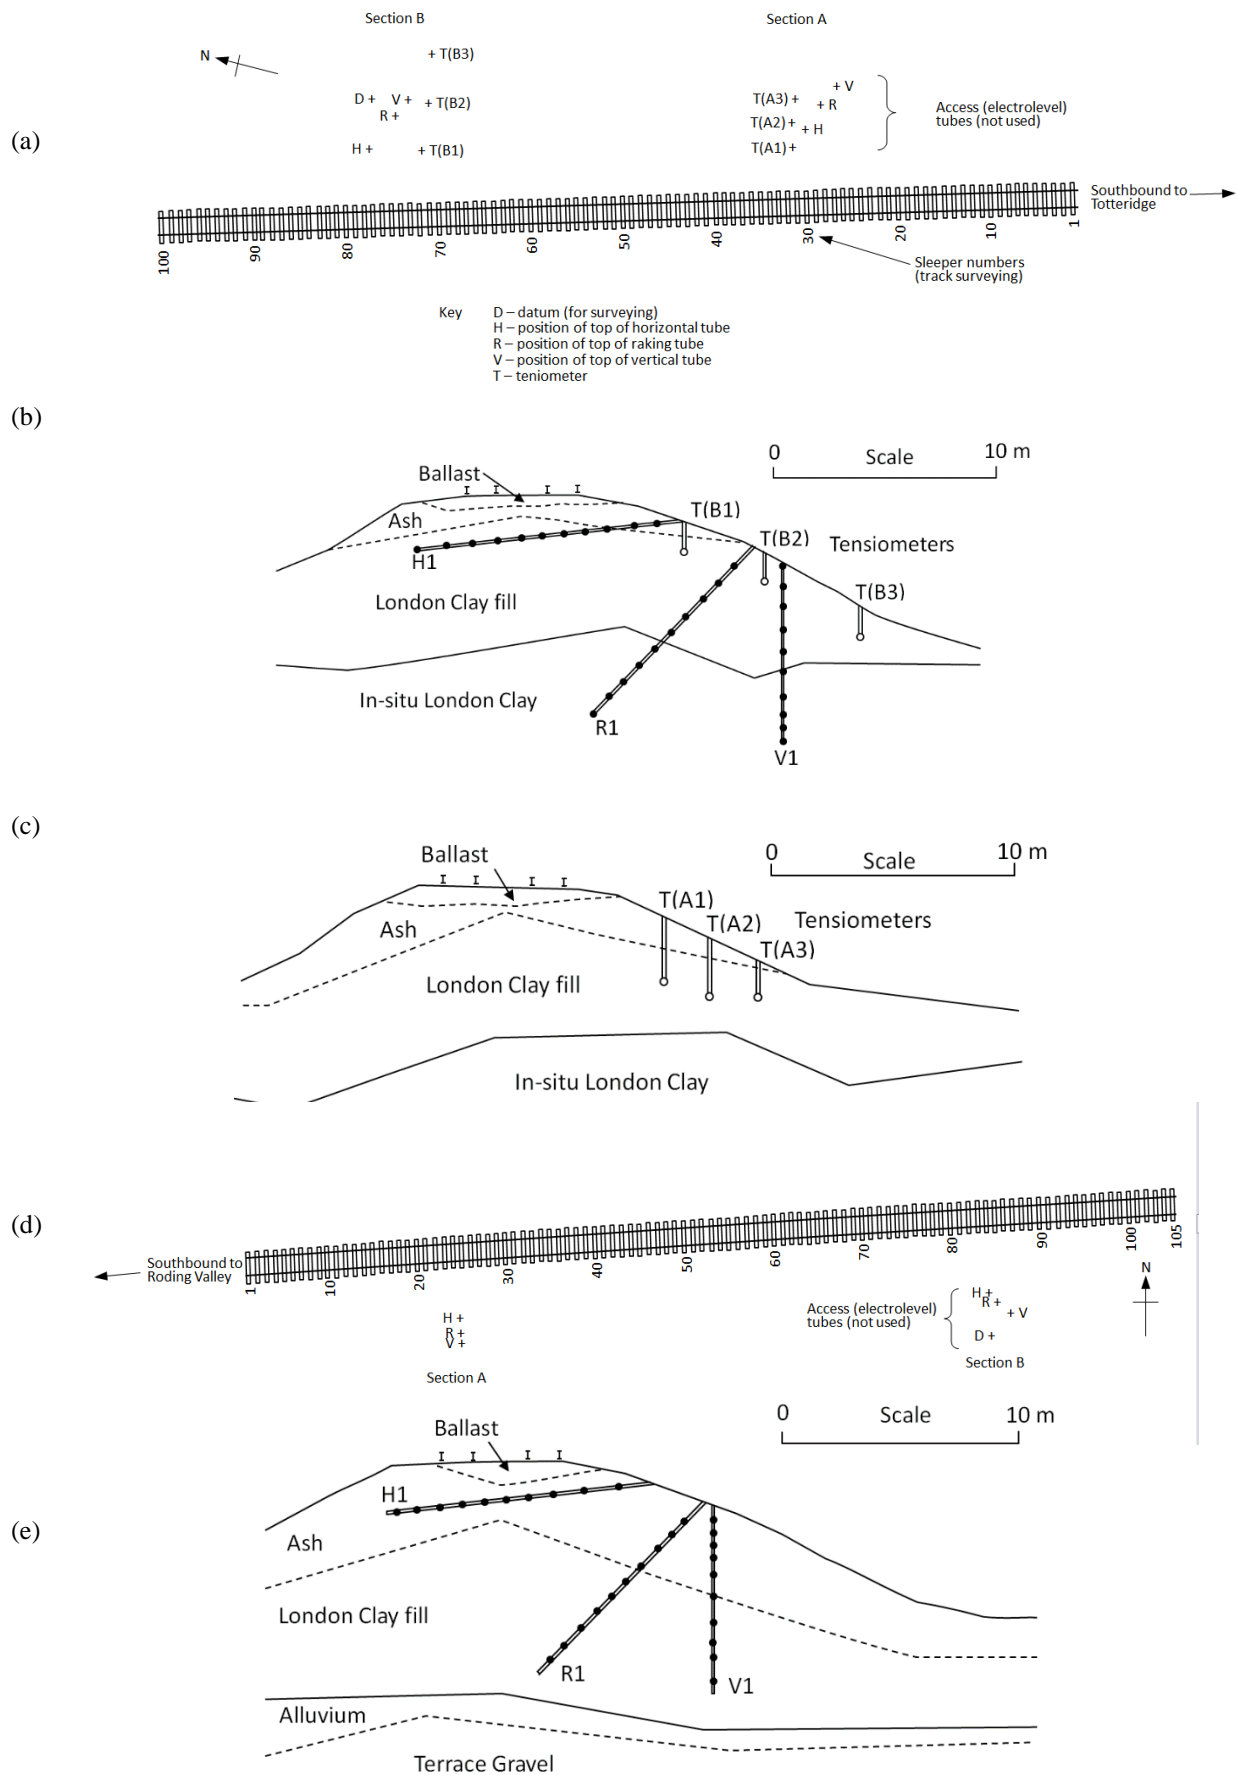 Section B
Section A
N
+ T(B3)
D +
V +
+ T(B2)
R +
H +
+ T(B1)
+ V
T(A3) +
+ R
T(A2) +
+ H
T(A1) +
Access (electrolevel)
tubes (not used)
(a)
Southbound to
Totteridge
100
90
80
70
60
50
40
30
20
10
1
Sleeper numbers
(track surveying)
Key
D – datum (for surveying)
H – position of top of horizontal tube
R – position of top of raking tube
V – position of top of vertical tube
T – teniometer
(b)
0
Scale
10 m
Ballast
Ash
T(B1)
T(B2)
Tensiometers
H1
London Clay fill
T(B3)
In-situ London Clay
R1
V1
(c)
0
Scale
10 m
Ballast
Ash
T(A1)
T(A2)
T(A3)
Tensiometers
London Clay fill
In-situ London Clay
(d)
Southbound to
Roding Valley
1
10
20
30
40
50
60
70
80
90
100
105
N
H +
R +
V +
Section A
Access (electrolevel)
tubes (not used)
H +
R +
+ V
D +
Section B
0
Scale
10 m
Ballast
H1
(e)
Ash
London Clay fill
R1
V1
Alluvium
Terrace Gravel